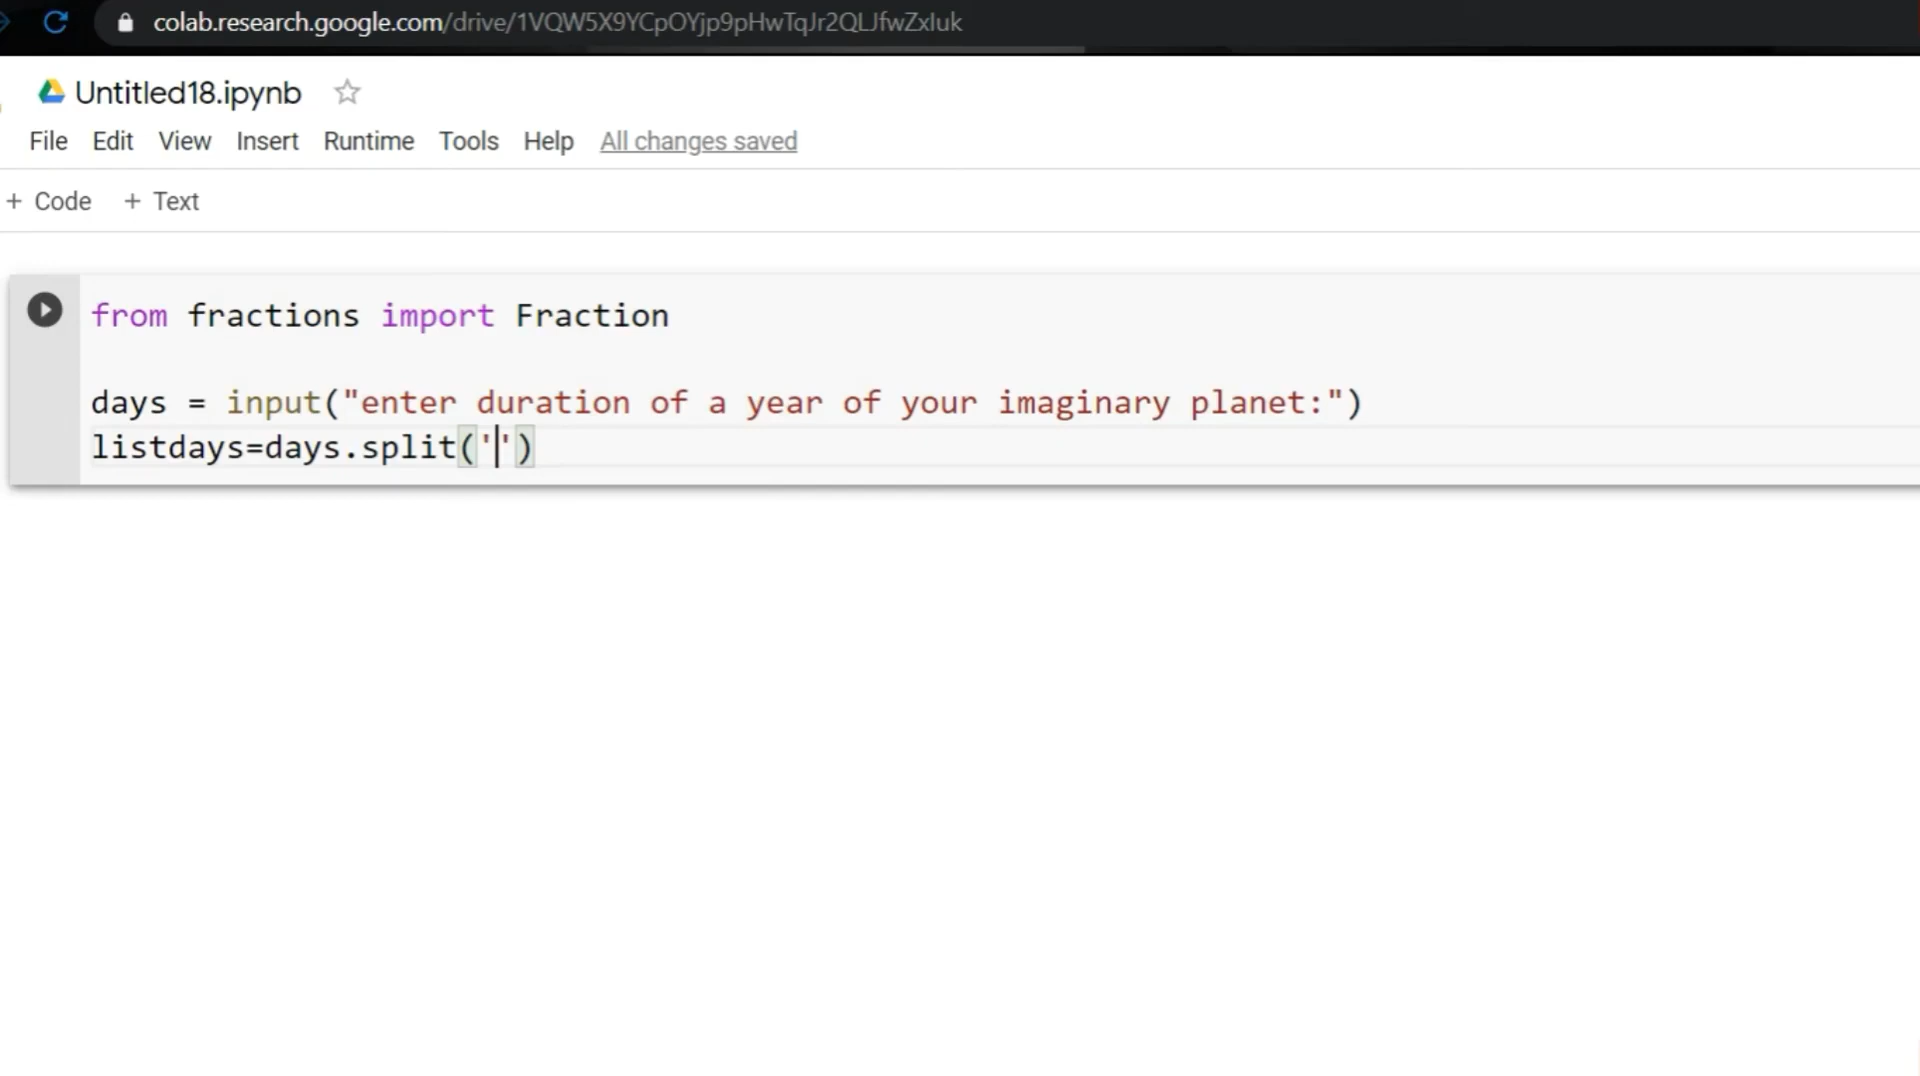 colab.research.google.com/drive/1VQW5X9YCpOYjp9pHwTqJr2QLJfwZxIuk
Untitled18.ipynb
File Edit View Insert Runtime Tools Help All changes saved
+ Code + Text
from fractions import Fraction
days = input("enter duration of a year of your imaginary planet:")
listdays=days.split('')